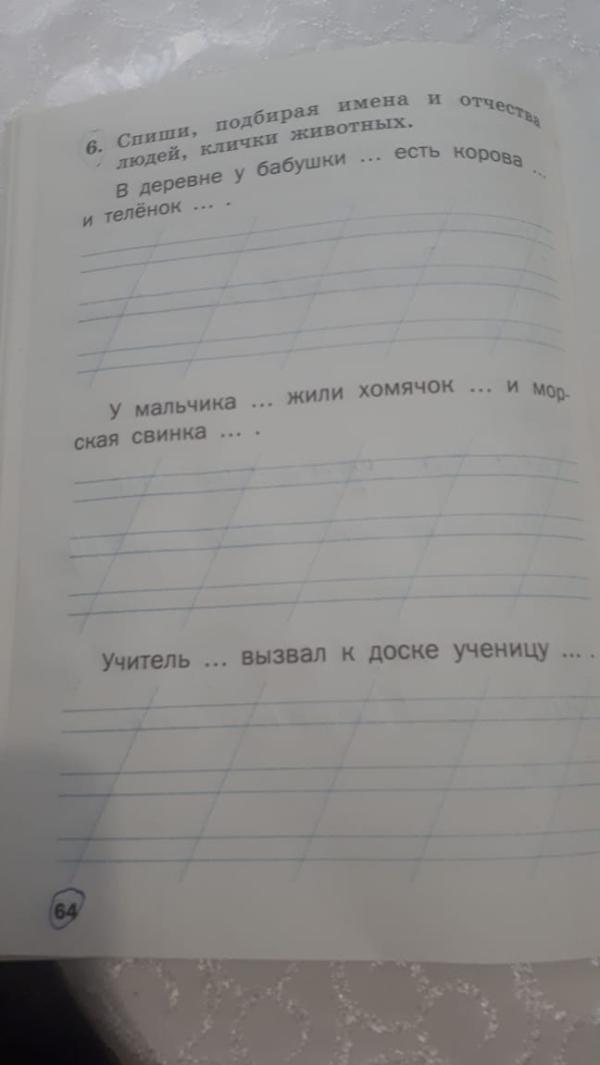 6. Спиши, подбирая имена и отчества
людей, клички животных.
В деревне у бабушки ... есть корова ...
и телёнок ... .
У мальчика ... жили хомячок ... и мор-
ская свинка ... .
Учитель ... вызвал к доске ученицу ... .
64